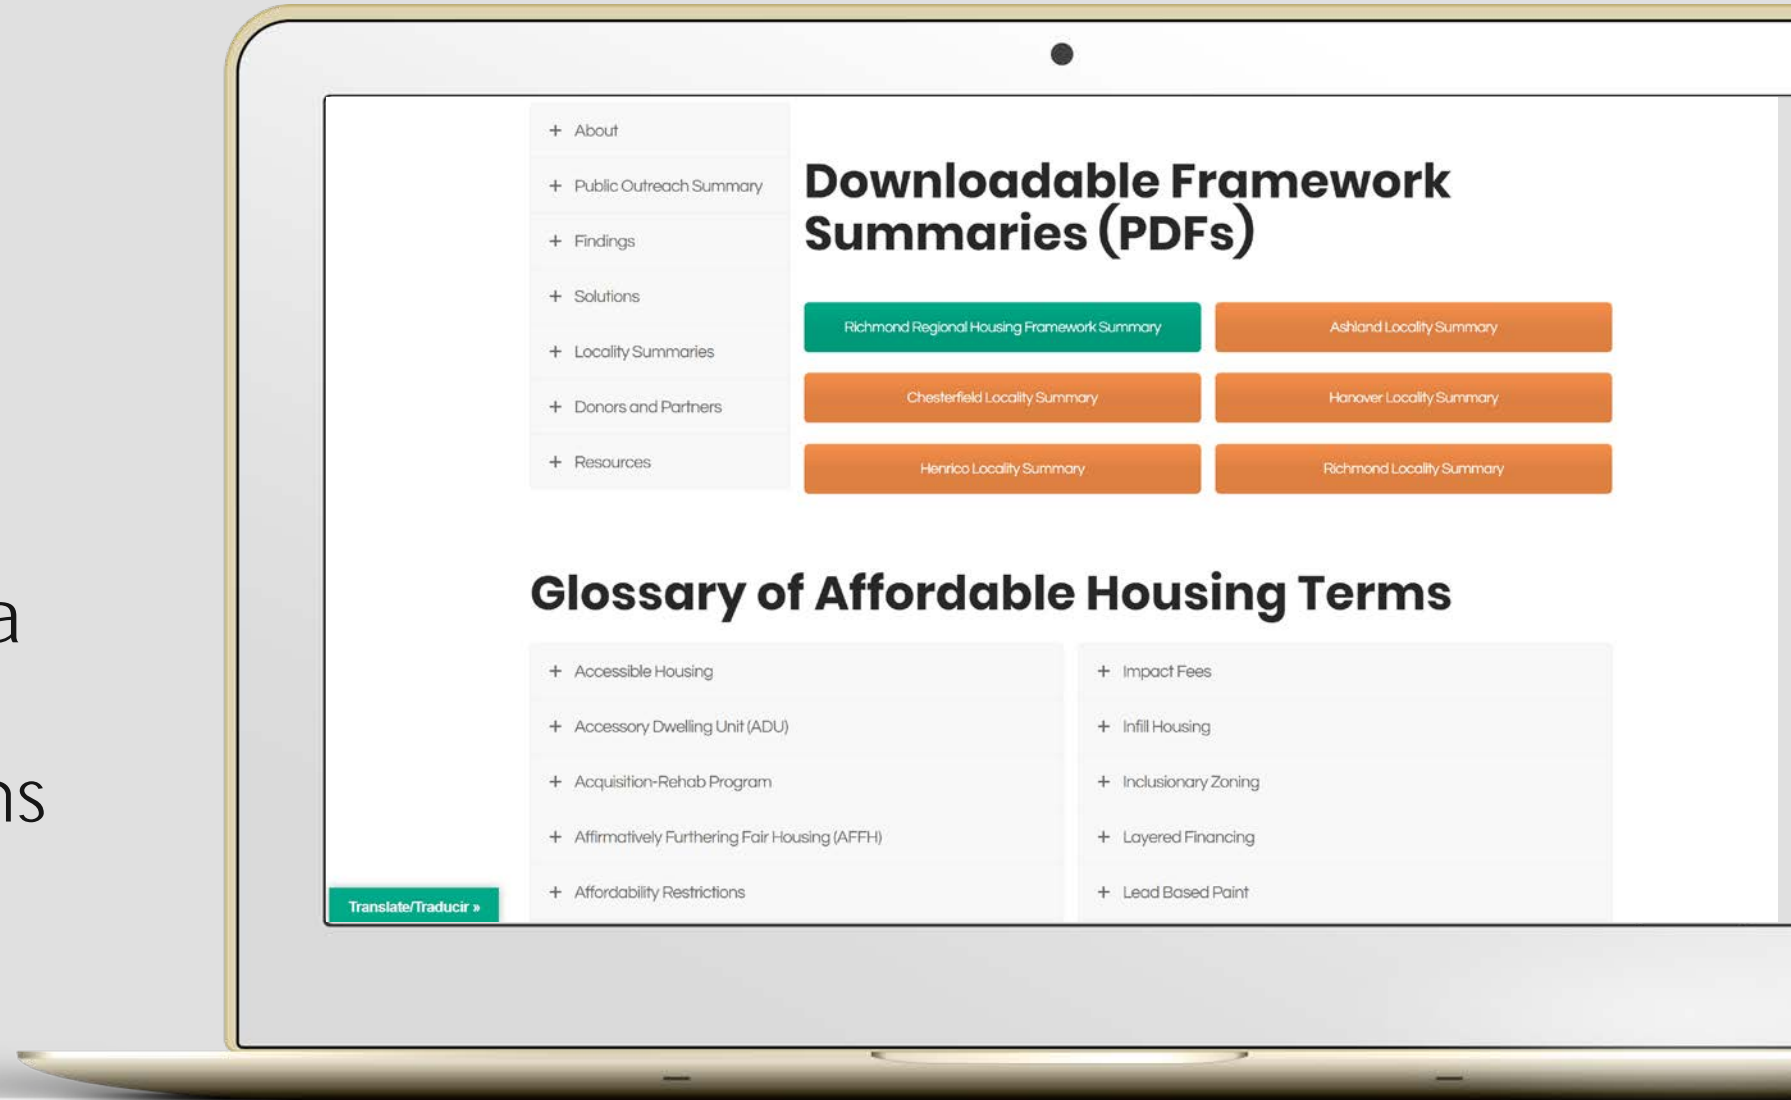 + About
+ Public Outreach Summary
+ Findings
+ Solutions
+ Locality Summaries
+ Donors and Partners
+ Resources
Downloadable Framework
Summaries (PDFs)
Richmond Regional Housing Framework Summary
Ashland Locality Summary
Chesterfield Locality Summary
Hanover Locality Summary
Henrico Locality Summary
Richmond Locality Summary
a
ns
Glossary of Affordable Housing Terms
+ Accessible Housing
+ Accessory Dwelling Unit (ADU)
+ Acquisition-Rehab Program
+ Affirmatively Furthering Fair Housing (AFFH)
+ Affordability Restrictions
+ Impact Fees
+ Infill Housing
+ Inclusionary Zoning
+ Layered Financing
+ Lead Based Paint
Translate/Traducir »